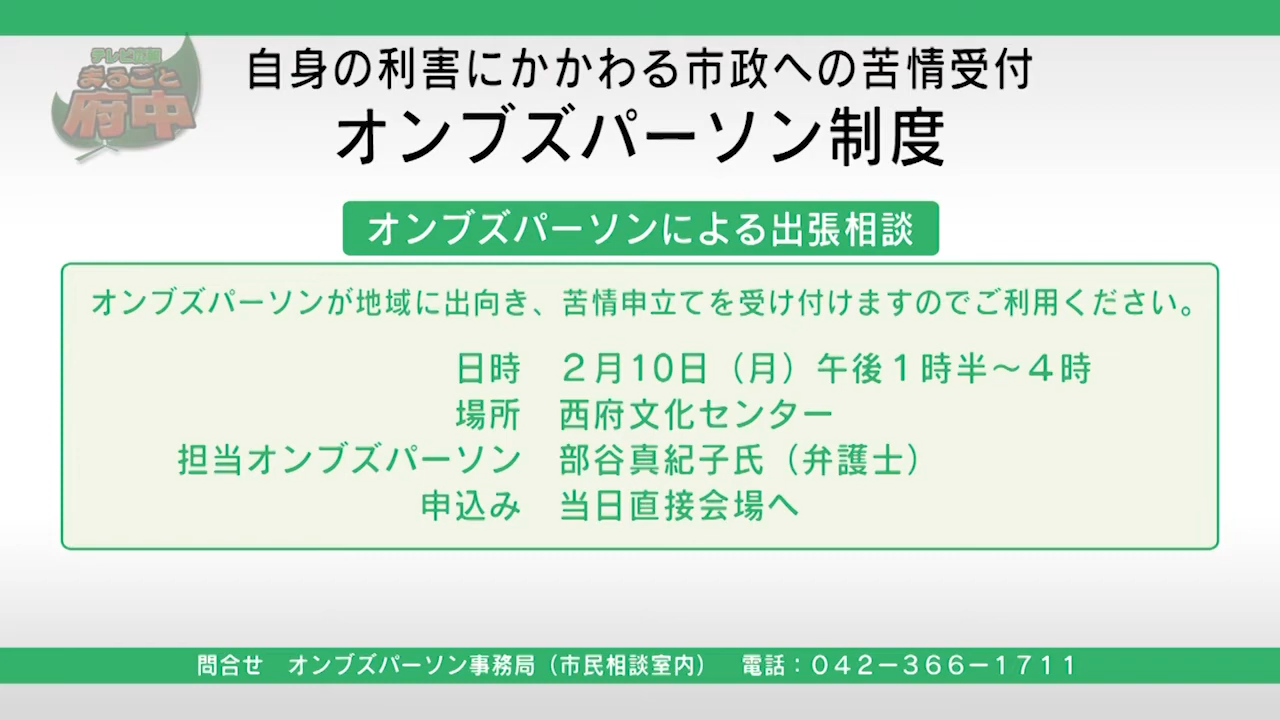 テレビ広報
まるごと
府中
自身の利害にかかわる市政への苦情受付
オンブズパーソン制度
オンブズパーソンによる出張相談
オンブズパーソンが地域に出向き、苦情申立てを受け付けますのでご利用ください。
日時　２月10日（月）午後１時半～４時
場所　西府文化センター
担当オンブズパーソン　部谷真紀子氏（弁護士）
申込み　当日直接会場へ
問合せ　オンブズパーソン事務局（市民相談室内）　電話：０４２－３６６－１７１１